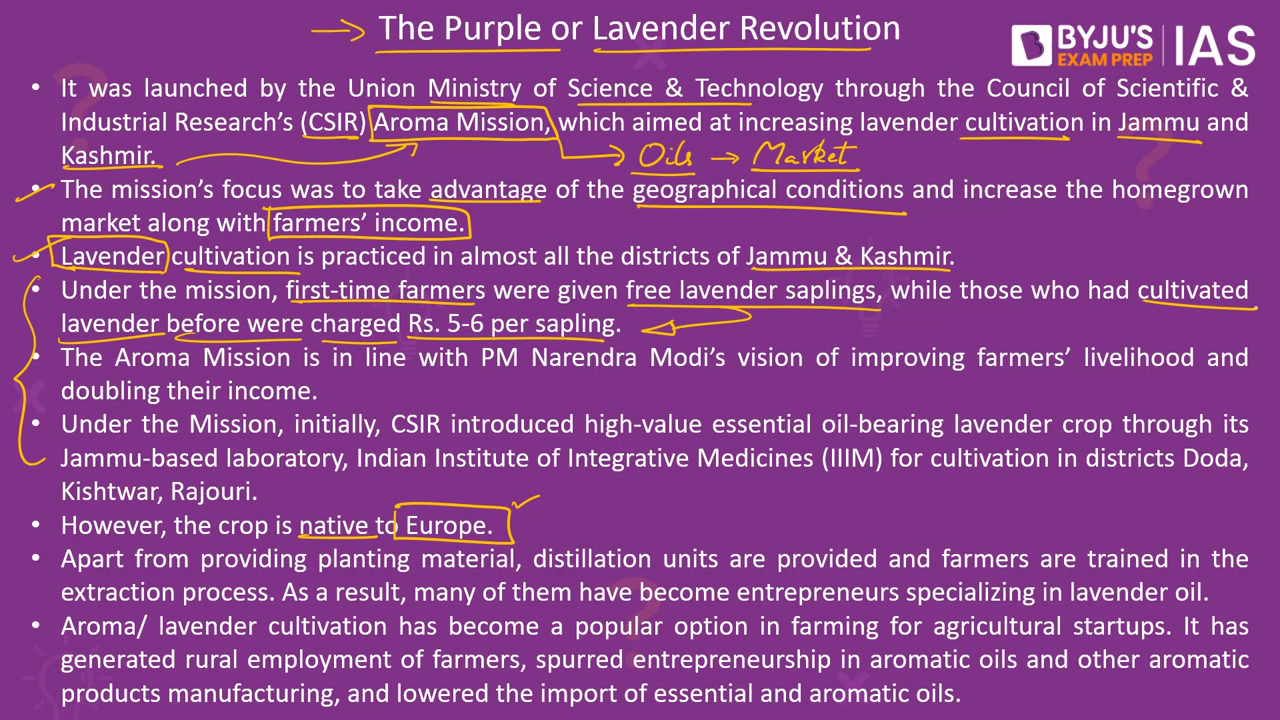 The Purple or Lavender Revolution
BYJU'S
EXAM PREP
IAS
• It was launched by the Union Ministry of Science & Technology through the Council of Scientific &
Industrial Research's (CSIR) Aroma Mission, which aimed at increasing lavender cultivation in Jammu and
Kashmir.
Oils → Market
• The mission's focus was to take advantage of the geographical conditions and increase the homegrown
market along with farmers' income.
• Lavender cultivation is practiced in almost all the districts of Jammu & Kashmir.
• Under the mission, first-time farmers were given free lavender saplings, while those who had cultivated
lavender before were charged Rs. 5-6 per sapling.
• The Aroma Mission is in line with PM Narendra Modi's vision of improving farmers' livelihood and
doubling their income.
• Under the Mission, initially, CSIR introduced high-value essential oil-bearing lavender crop through its
Jammu-based laboratory, Indian Institute of Integrative Medicines (IIIM) for cultivation in districts Doda,
Kishtwar, Rajouri.
• However, the crop is native to Europe.
• Apart from providing planting material, distillation units are provided and farmers are trained in the
extraction process. As a result, many of them have become entrepreneurs specializing in lavender oil.
• Aroma/ lavender cultivation has become a popular option in farming for agricultural startups. It has
generated rural employment of farmers, spurred entrepreneurship in aromatic oils and other aromatic
products manufacturing, and lowered the import of essential and aromatic oils.